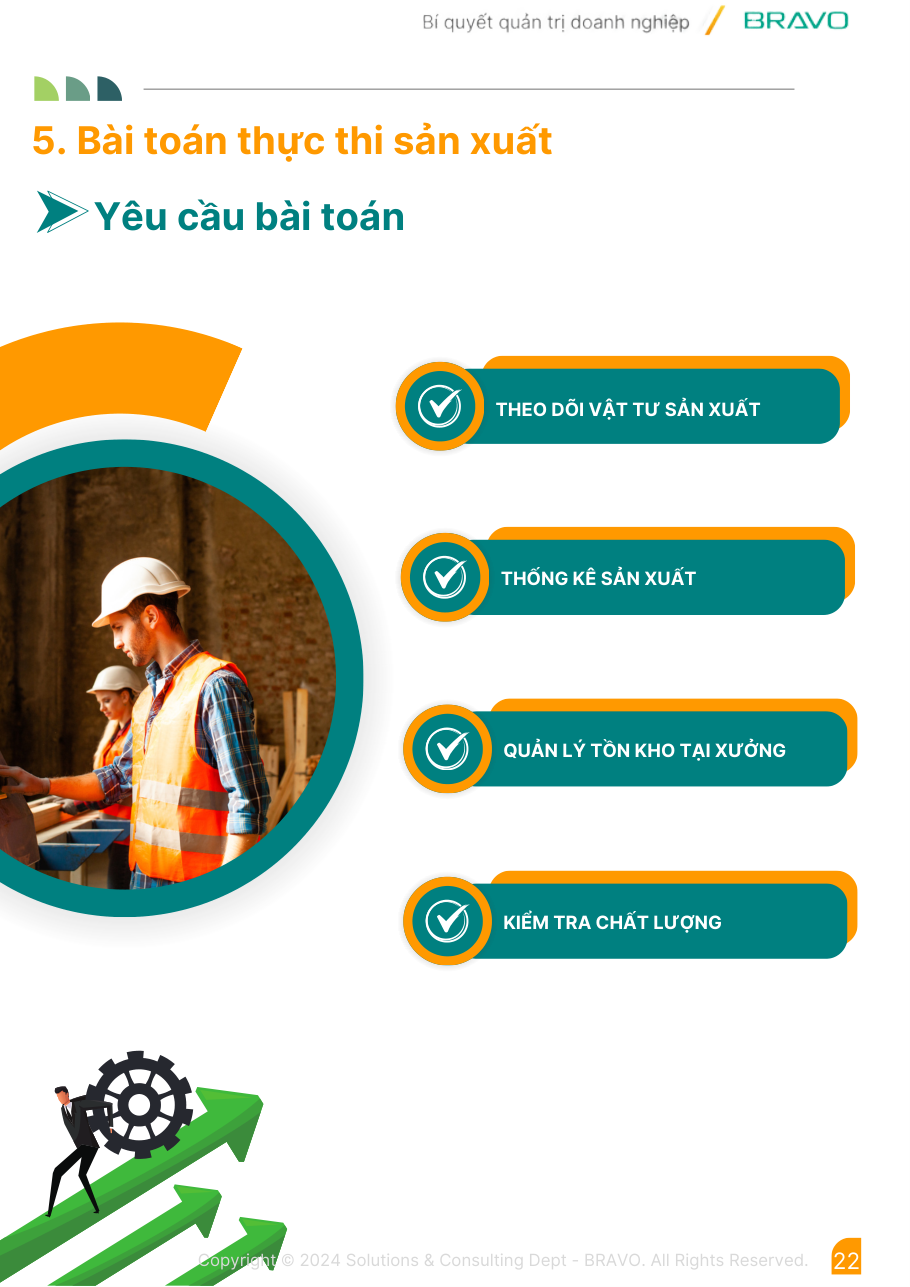 Bí quyết quản trị doanh nghiệp
BRAVO
5. Bài toán thực thi sản xuất
Yêu cầu bài toán
THEO DÕI VẬT TƯ SẢN XUẤT
THỐNG KÊ SẢN XUẤT
QUẢN LÝ TỒN KHO TẠI XƯỞNG
KIỂM TRA CHẤT LƯỢNG
Copyright © 2024 Solutions & Consulting Dept - BRAVO. All Rights Reserved.
22